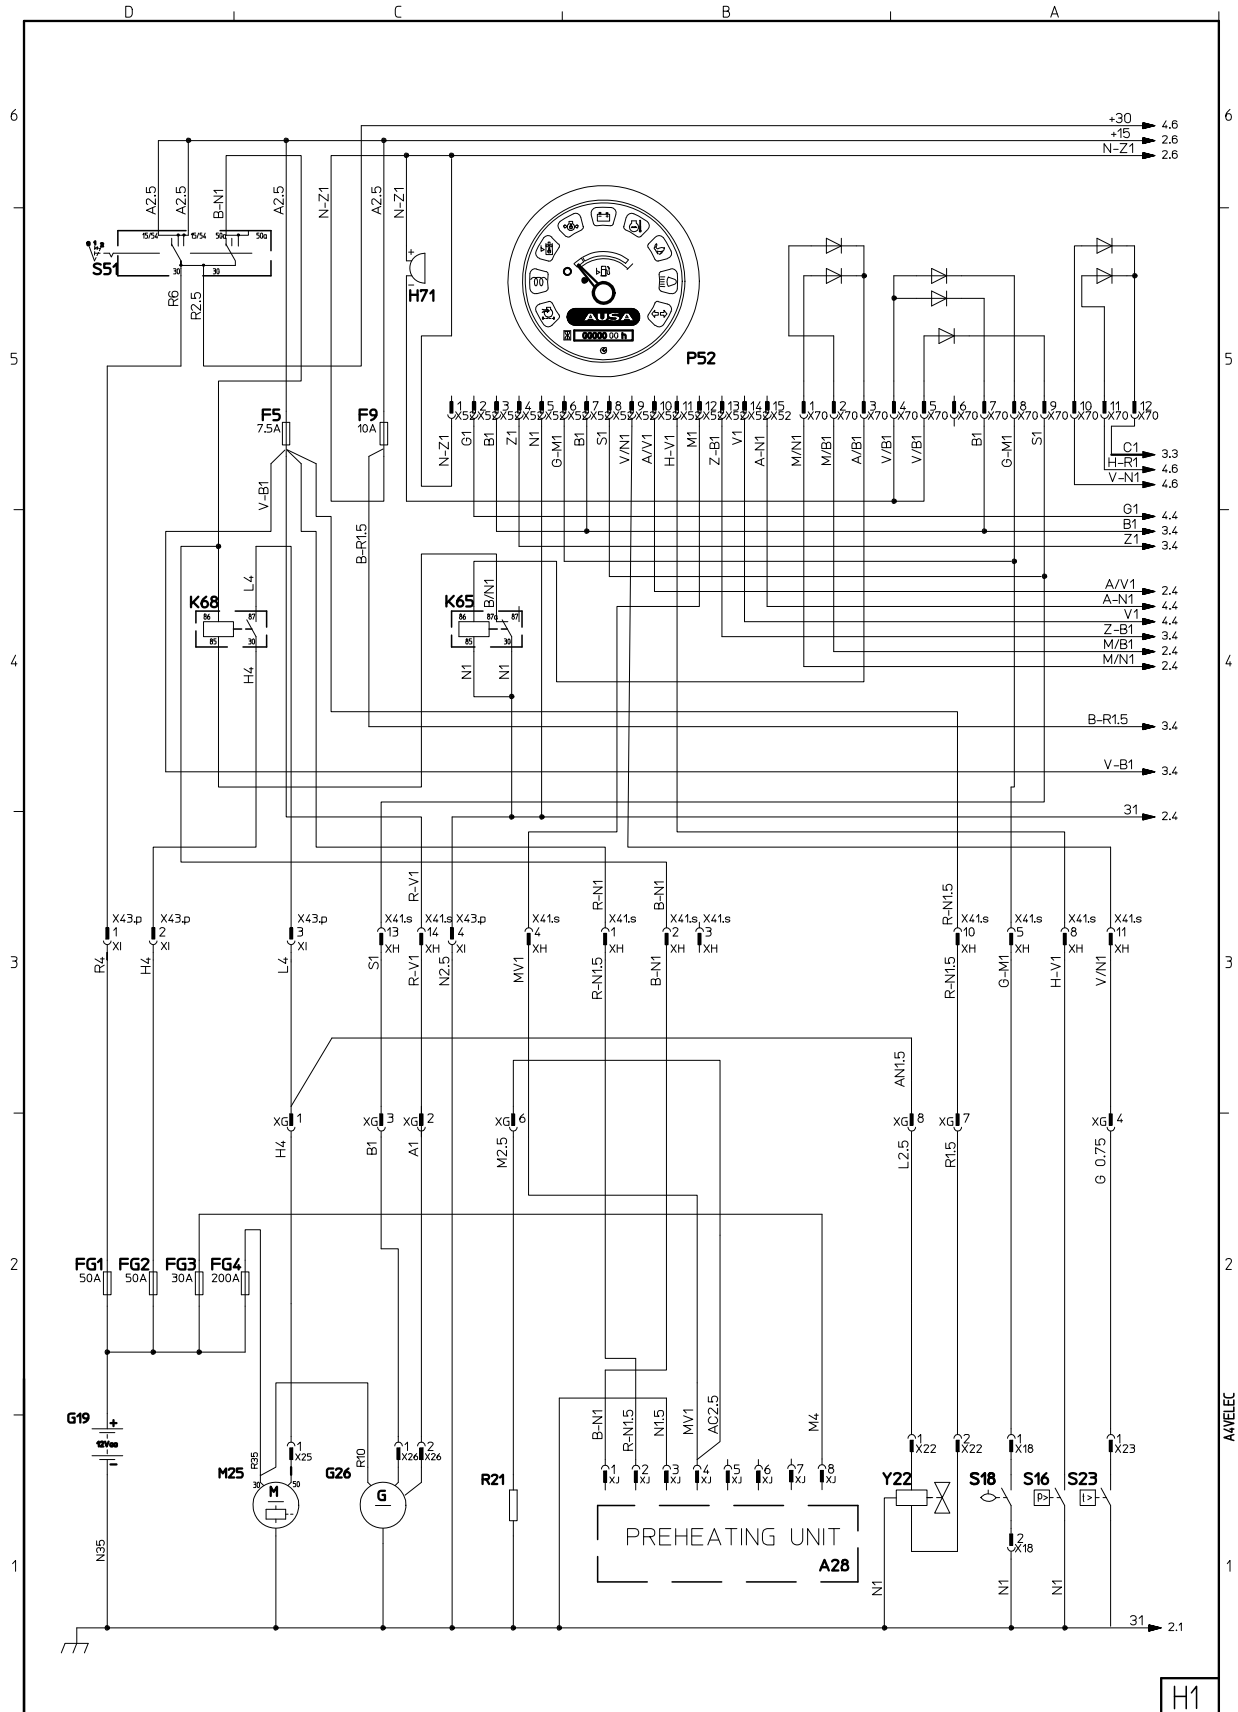 D C B A
6 6
+30 4.6
+15 2.6
N-Z1 2.6
A2.5 A2.5 B-N1 A2.5 N-Z1 A2.5 N-Z1
0 1 2
15/54 15/54 50a 50a
S51
30 30
R6 R2.5
+
H71
-
AUSA
00000 00 h
P52
5 5
F5
7.5A
F9
10A
1 2 3 4 5 6 7 8 9 10 11 12 13 14 15
X52
1 2 3 4 5 6 7 8 9 10 11 12
X70 X70 X70 X70 X70 X70 X70 X70 X70 X70 X70 X70
N-Z1 G1 B1 Z1 N1 G-M1 B1 S1 V/N1 A/V1 H-V1 M1 Z-B1 V1 A-N1 M/N1 M/B1 A/B1 V/B1 V/B1 B1 G-M1 S1
C1 3.3
H-R1 4.6
V-N1 4.6
V-B1
G1 4.4
B1 3.4
Z1 3.4
B-R1.5
L4
B/N1
A/V1 2.4
A-N1 4.4
V1 4.4
Z-B1 3.4
M/B1 2.4
M/N1 2.4
K68
86 87
85 30
K65
86 87a 87
85 30
H4 N1 N1
4 4
B-R1.5 3.4
V-B1 3.4
31 2.4
R-V1 R-N1 B-N1 R-N1.5
X43.p X43.p X43.p X41.s X41.s X43.p X41.s X41.s X41.s X41.s X41.s X41.s X41.s X41.s
1 2 3 13 14 4 4 1 2 3 10 5 8 11
XI XI XI XH XH XI XH XH XH XH XH XH XH XH
R4 H4 L4 S1 R-V1 N2.5 MV1 R-N1.5 B-N1 R-N1.5 G-M1 H-V1 V/N1
3 3
AN1.5
XG 1 XG 3 XG 2 XG 6 XG 8 XG 7 XG 4
H4 B1 A1 M2.5 L2.5 R1.5 G 0.75
FG1
50A
FG2
50A
FG3
30A
FG4
200A
2 2
G19
+
12Vcc
-
R35 R10
1 X25
1 X26 2 X26
B-N1 R-N1.5 N1.5 MV1 AC2.5 M4
1 X22 2 X22 1 X18 1 X23
M25
30 50
M
G26
G
R21
1 2 3 4 5 6 7 8
XJ XJ XJ XJ XJ XJ XJ XJ
Y22
S18
S16
P>
S23
PREHEATING UNIT
A28
2 X18
N35 N1 N1 N1
1 1
31 2.1
A4VELEC
H1